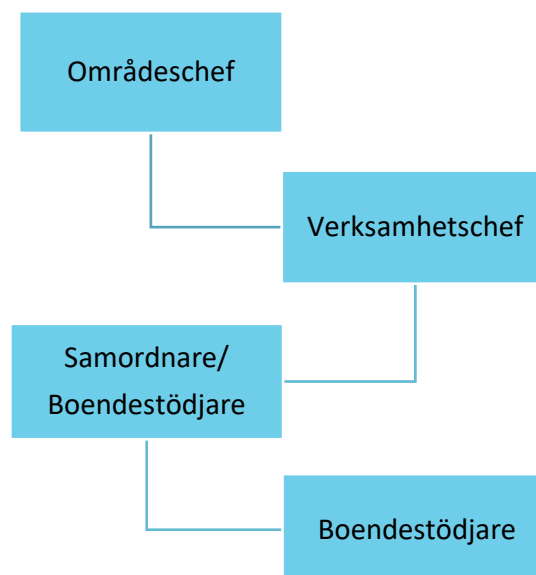 Områdeschef
Verksamhetschef
Samordnare/
Boendestödjare
Boendestödjare